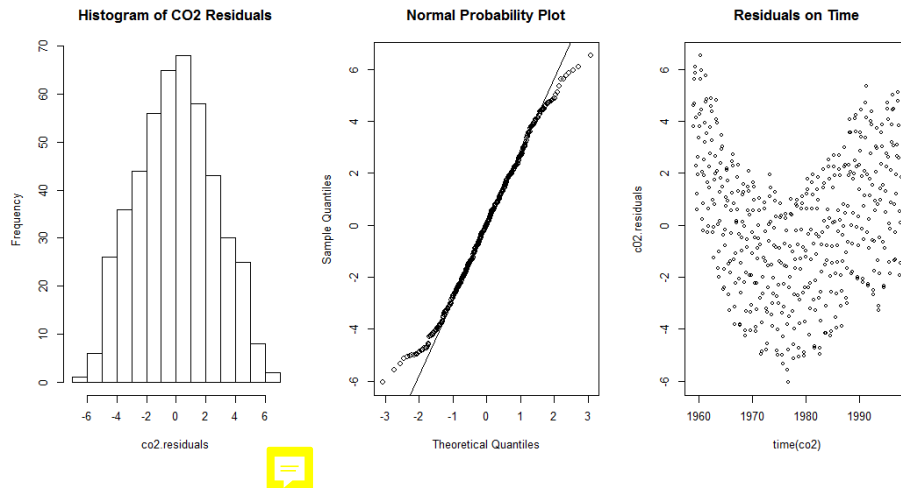 Histogram of CO2 Residuals
Frequency
0 10 20 30 40 50 60 70
-6 -4 -2 0 2 4 6
co2.residuals
Normal Probability Plot
Sample Quantiles
-6 -4 -2 0 2 4 6
-3 -2 -1 0 1 2 3
Theoretical Quantiles
Residuals on Time
c02.residuals
-6 -4 -2 0 2 4 6
1960 1970 1980 1990
time(co2)